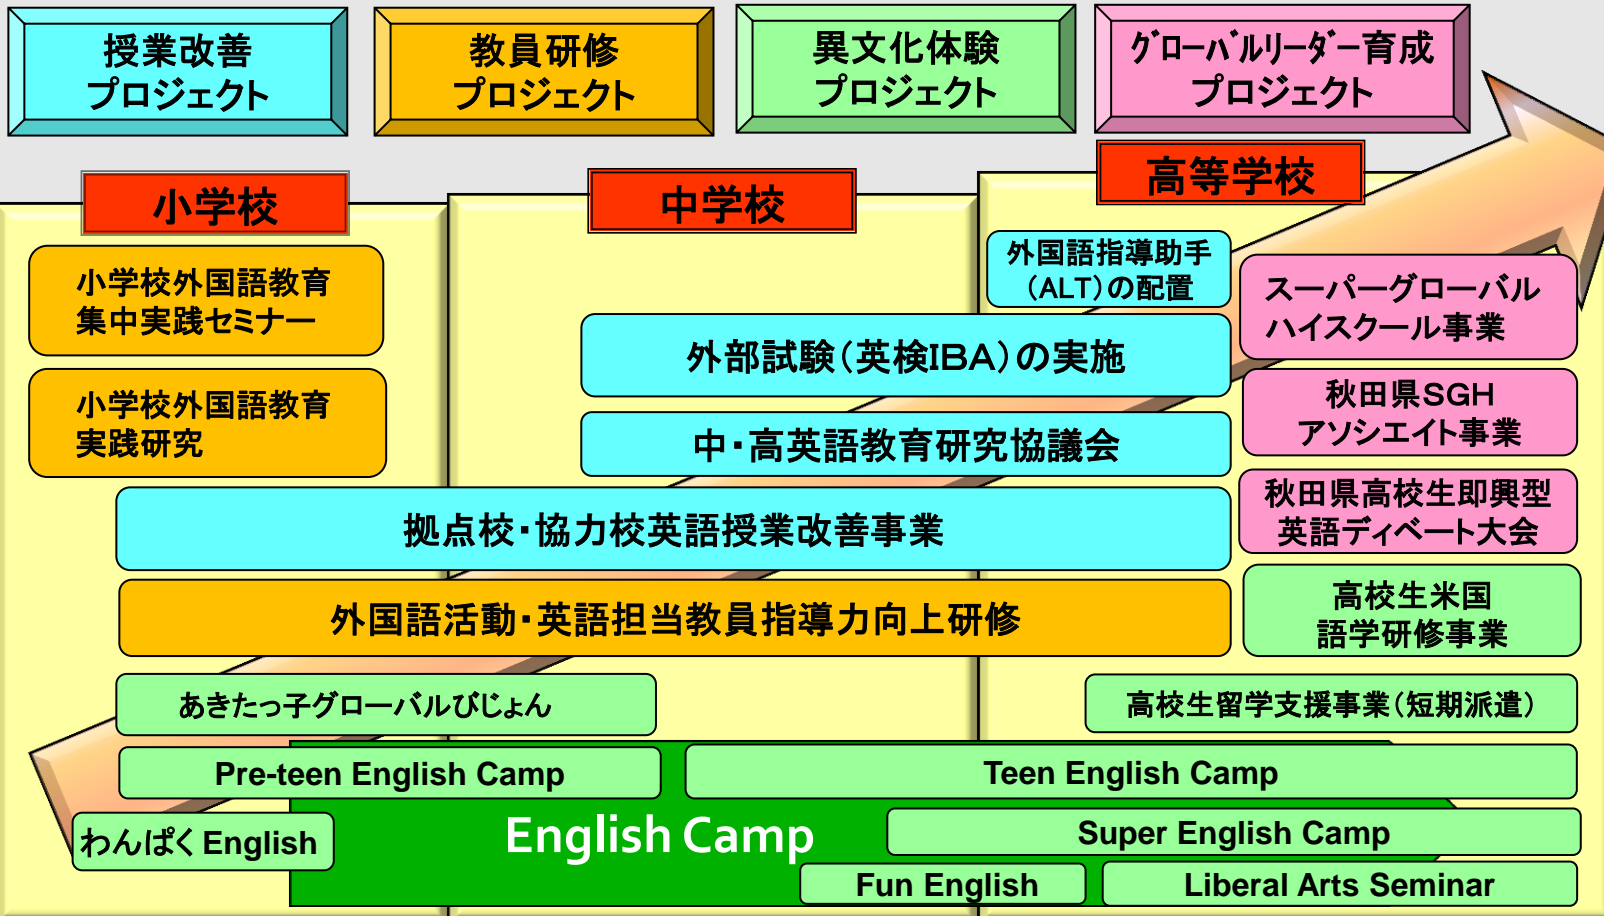 授業改善
プロジェクト
教員研修
プロジェクト
異文化体験
プロジェクト
グローバルリーダー育成
プロジェクト
小学校
中学校
高等学校
小学校外国語教育
集中実践セミナー
小学校外国語教育
実践研究
外国語指導助手
(ALT)の配置
外部試験(英検IBA)の実施
中・高英語教育研究協議会
拠点校・協力校英語授業改善事業
外国語活動・英語担当教員指導力向上研修
スーパーグローバル
ハイスクール事業
秋田県SGH
アソシエイト事業
秋田県高校生即興型
英語ディベート大会
高校生米国
語学研修事業
あきたっ子グローバルびじょん
高校生留学支援事業(短期派遣)
Pre-teen English Camp
Teen English Camp
わんぱく English
English Camp
Super English Camp
Fun English
Liberal Arts Seminar